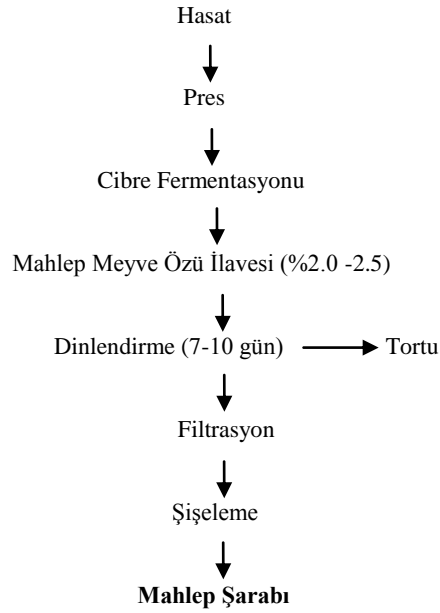 Hasat
Pres
Cibre Fermentasyonu
Mahlep Meyve Özü İlavesi (%2.0 -2.5)
Dinlendirme (7-10 gün) Tortu
Filtrasyon
Şişeleme
Mahlep Şarabı